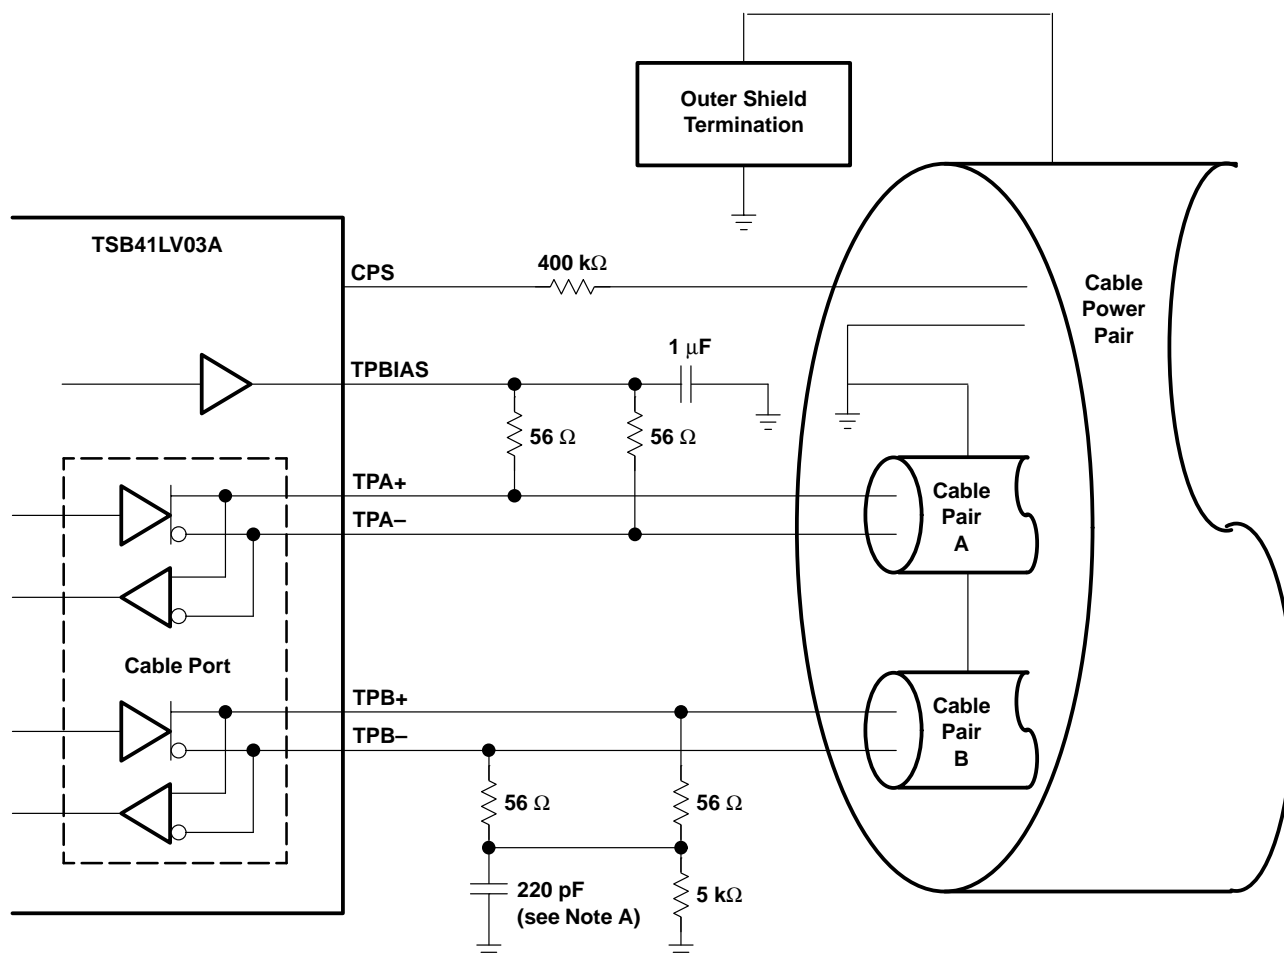 Outer Shield
Termination
TSB41LV03A
CPS
400 kΩ
Cable
Power
Pair
TPBIAS
1 μF
56 Ω
56 Ω
TPA+
TPA–
Cable
Pair
A
Cable Port
TPB+
TPB–
Cable
Pair
B
56 Ω
56 Ω
220 pF
(see Note A)
5 kΩ